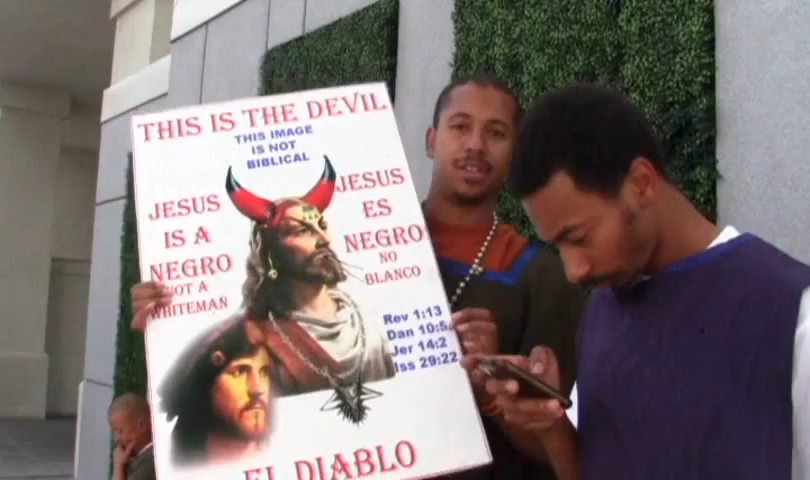 THIS IS THE DEVIL
THIS IMAGE
IS NOT
BIBLICAL
JESUS
IS A
NEGRO
NOT A
WHITEMAN
JESUS
ES
NEGRO
NO
BLANCO
Rev 1:13
Dan 10:5
Jer 14:2
Iss 29:22
EL DIABLO